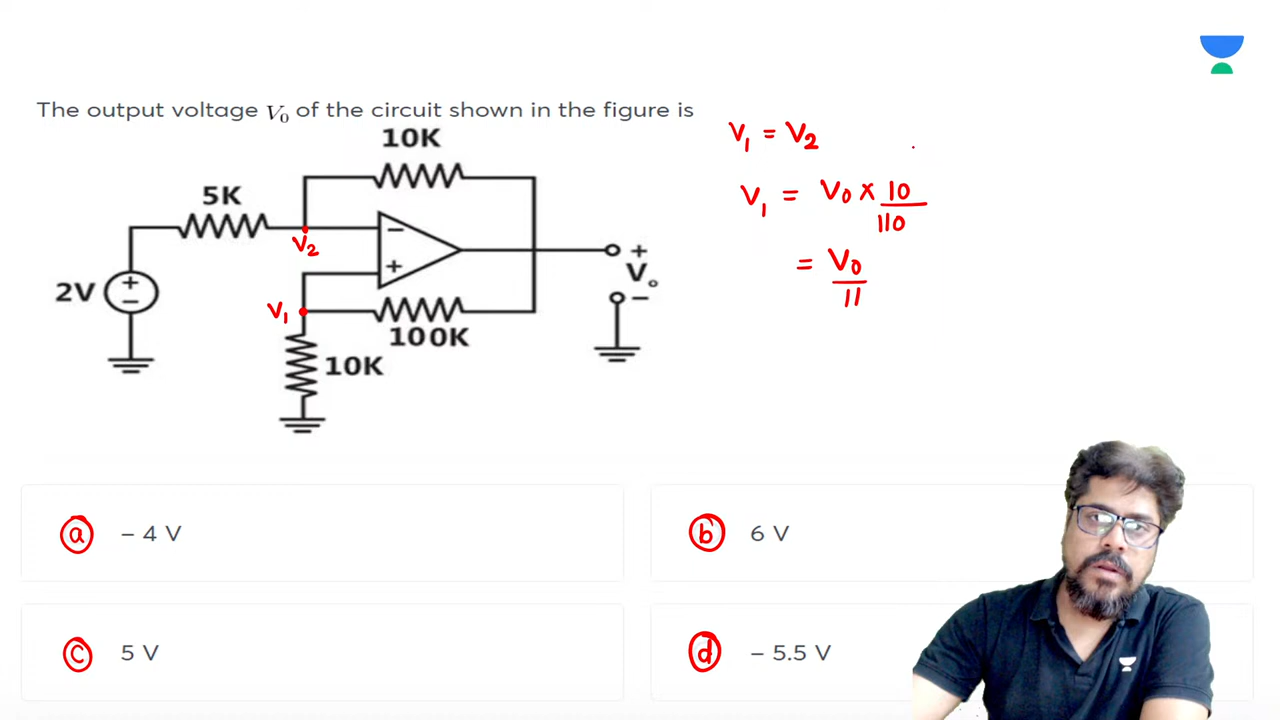 The output voltage V₀ of the circuit shown in the figure is
10K
5K
V₂
−
+
2V
+
−
V₁
100K
10K
+
Vₒ
−
V₁ = V₂
V₁ = V₀ × 10
110
= V₀
11
ⓐ – 4 V
ⓑ 6 V
ⓒ 5 V
ⓓ – 5.5 V